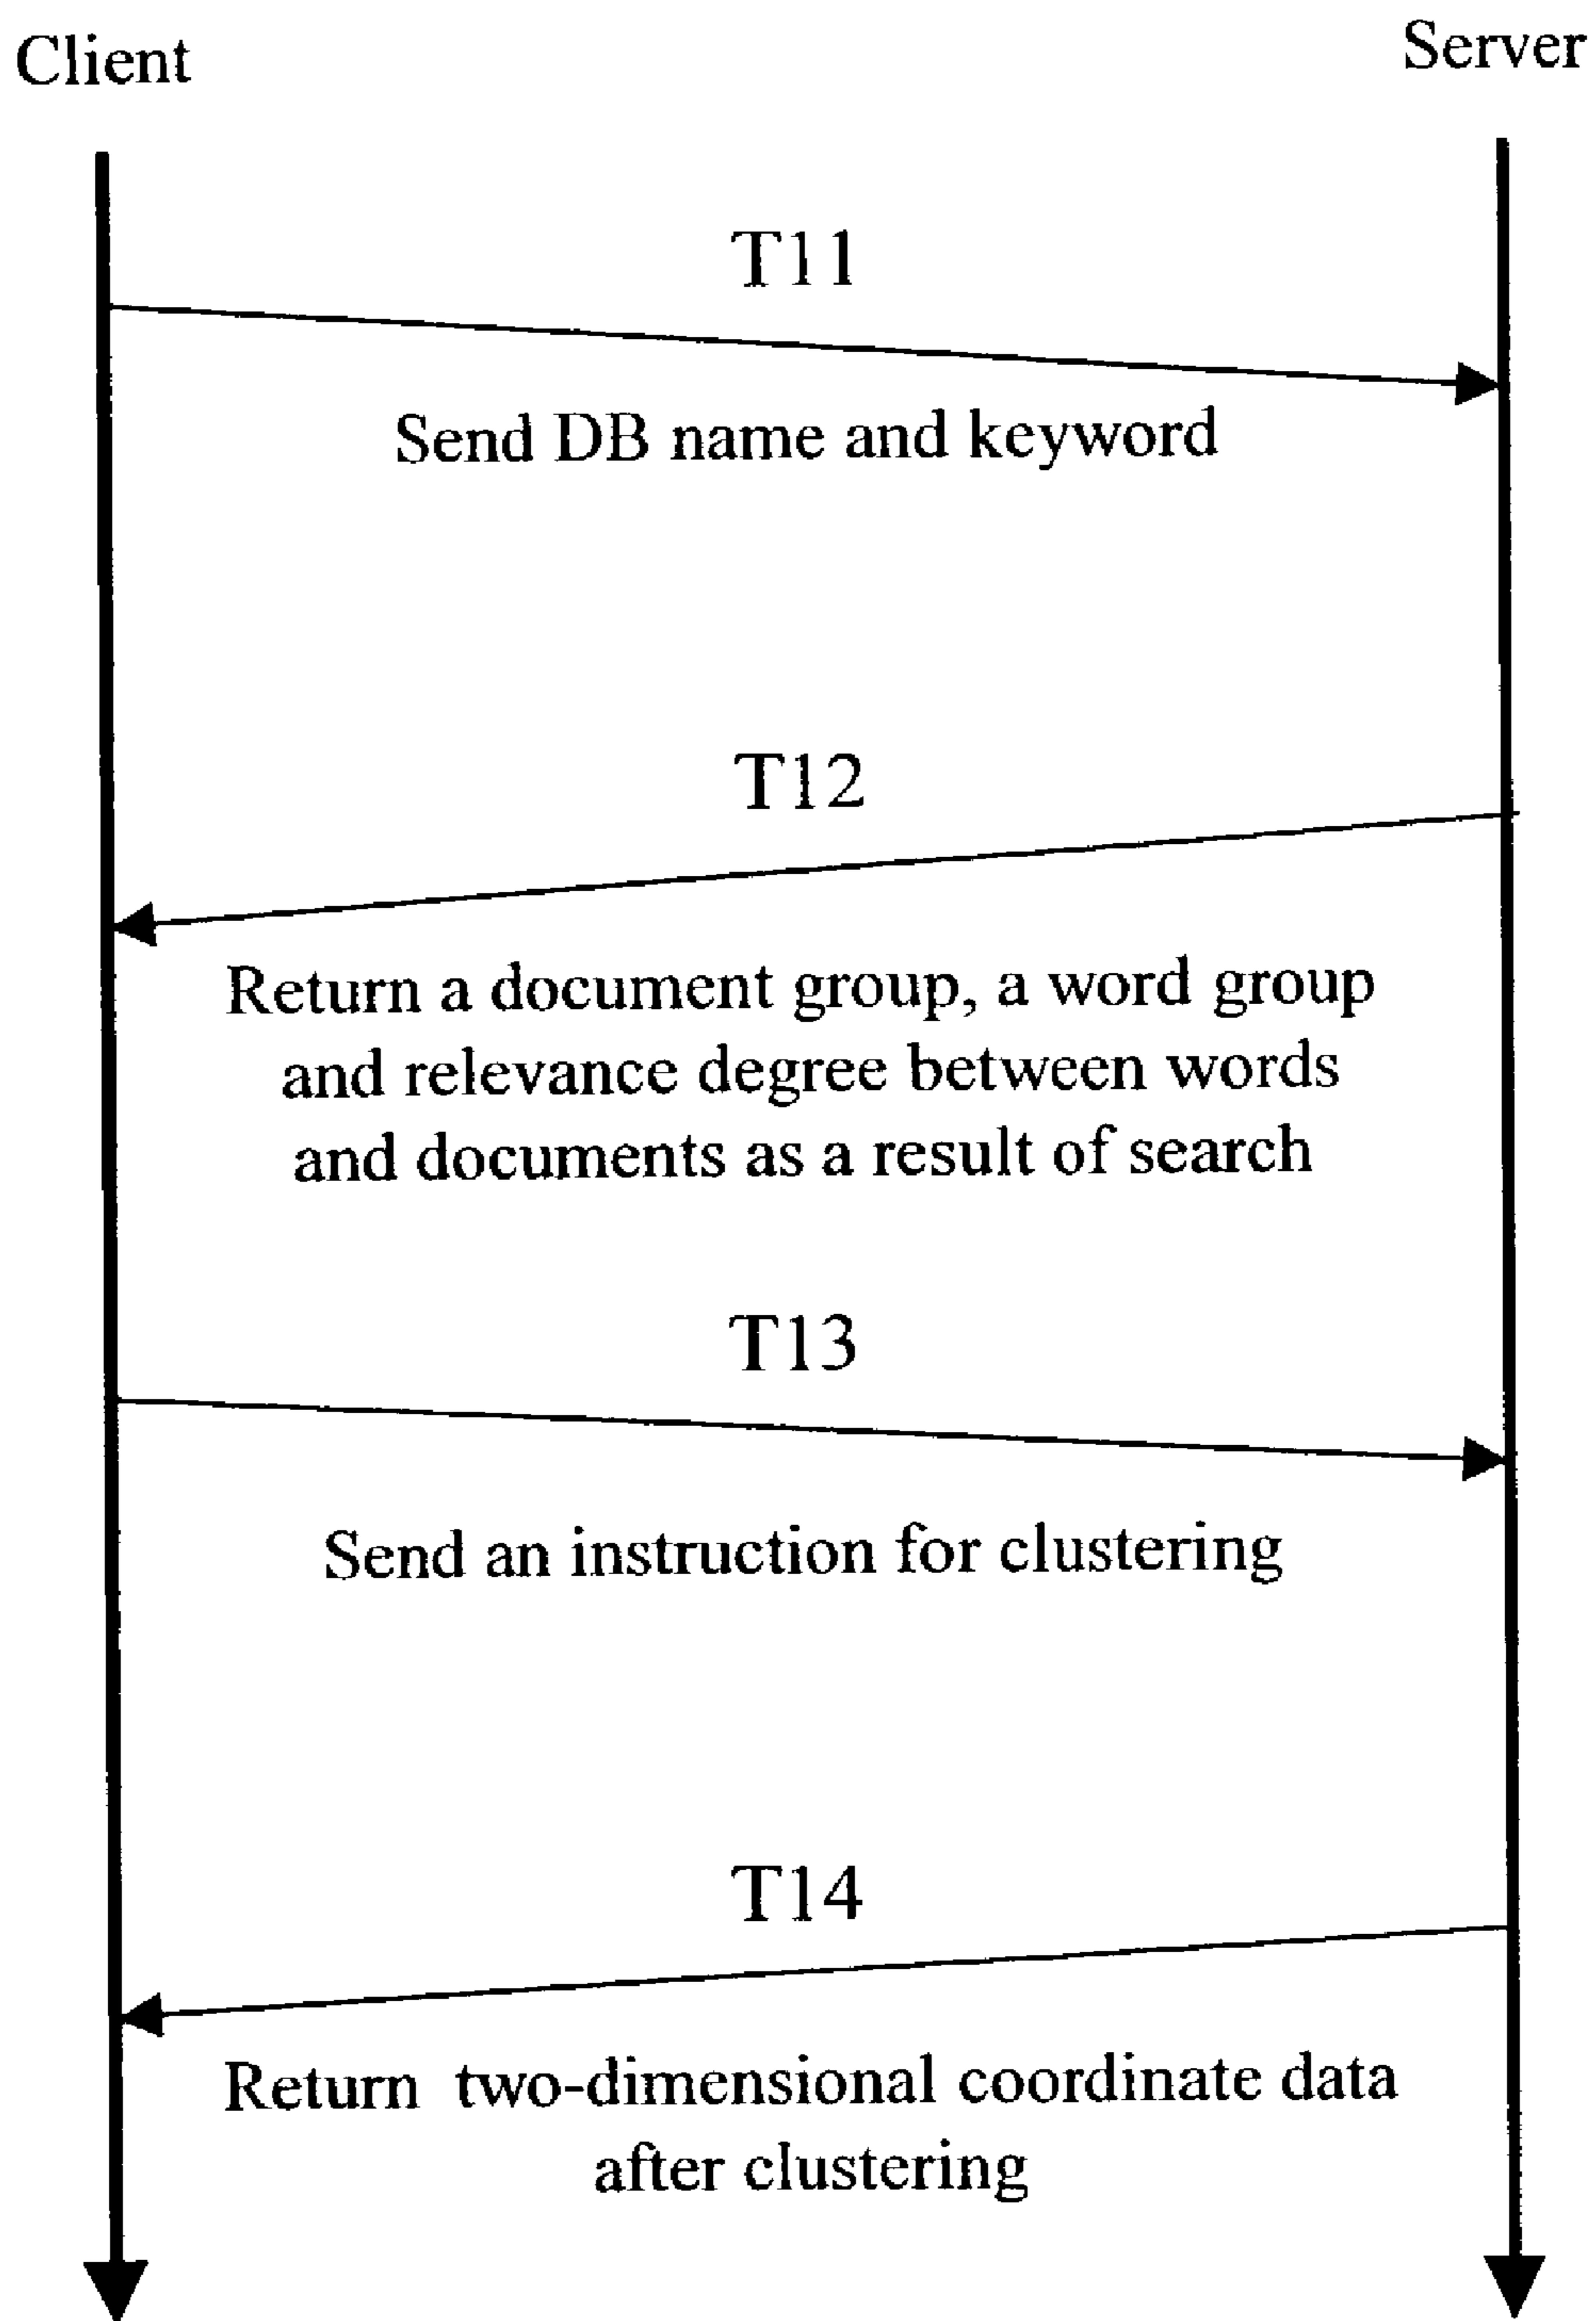 Client
Server
T11
Send DB name and keyword
T12
Return a document group, a word group
and relevance degree between words
and documents as a result of search
T13
Send an instruction for clustering
T14
Return two-dimensional coordinate data
after clustering